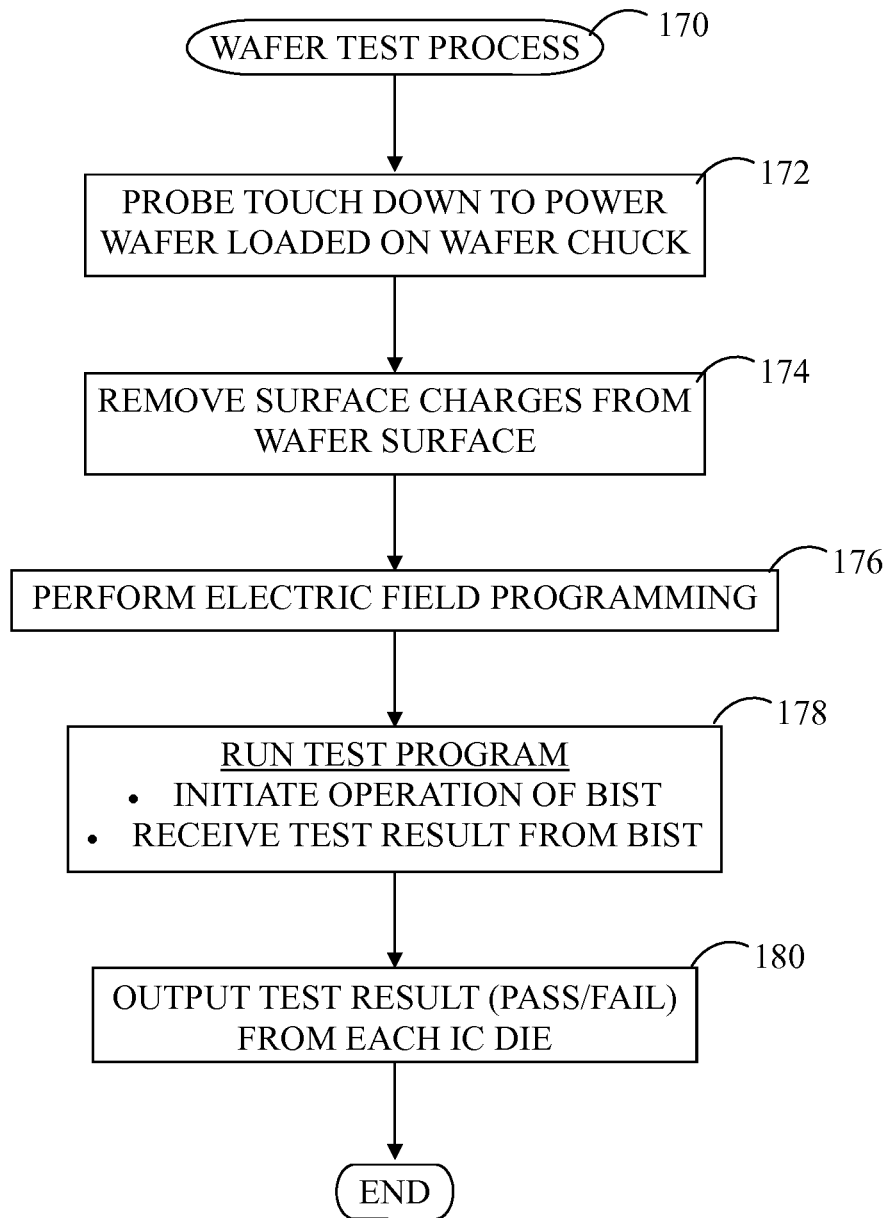 WAFER TEST PROCESS
170
PROBE TOUCH DOWN TO POWER
WAFER LOADED ON WAFER CHUCK
172
REMOVE SURFACE CHARGES FROM
WAFER SURFACE
174
PERFORM ELECTRIC FIELD PROGRAMMING
176
RUN TEST PROGRAM
• INITIATE OPERATION OF BIST
• RECEIVE TEST RESULT FROM BIST
178
OUTPUT TEST RESULT (PASS/FAIL)
FROM EACH IC DIE
180
END